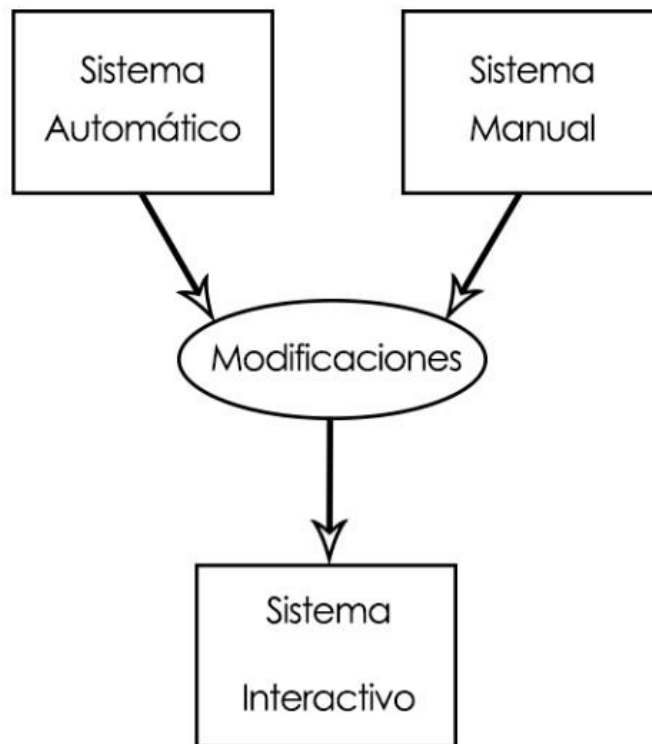 Sistema
Automático
Sistema
Manual
Modificaciones
Sistema
Interactivo